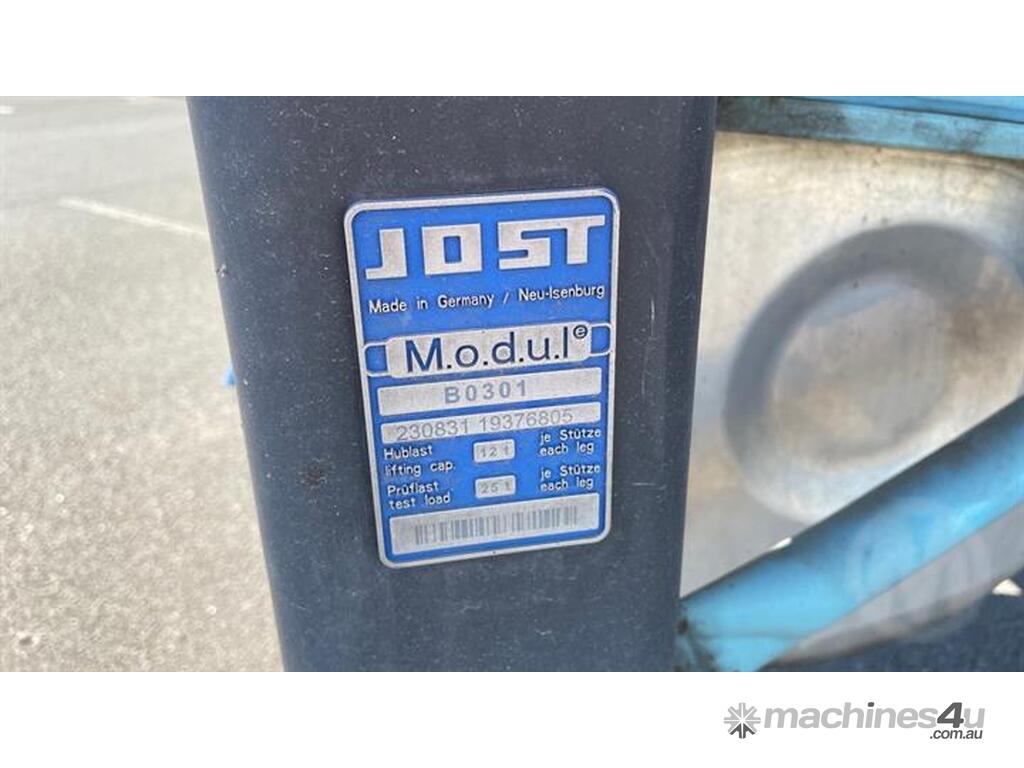 JOST
Made in Germany / Neu-Isenburg
M.o.d.u.l e
B0301
230831 19376805
Hublast 12 t je Stütze
lifting cap. each leg
Prüflast 25 t je Stütze
test load each leg
machines4u
.com.au